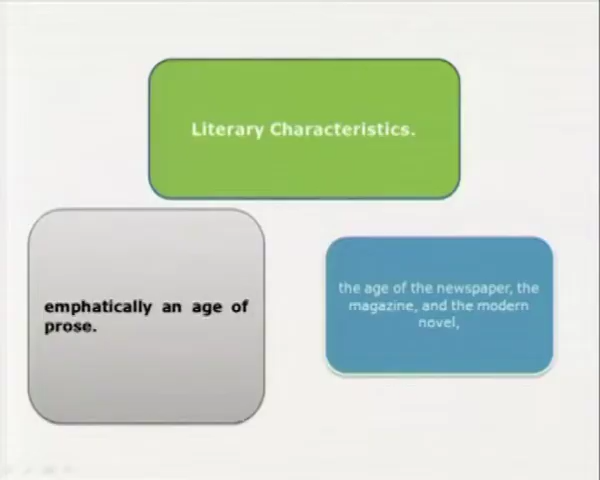 Literary Characteristics.
emphatically an age of
prose.
the age of the newspaper, the
magazine, and the modern
novel,